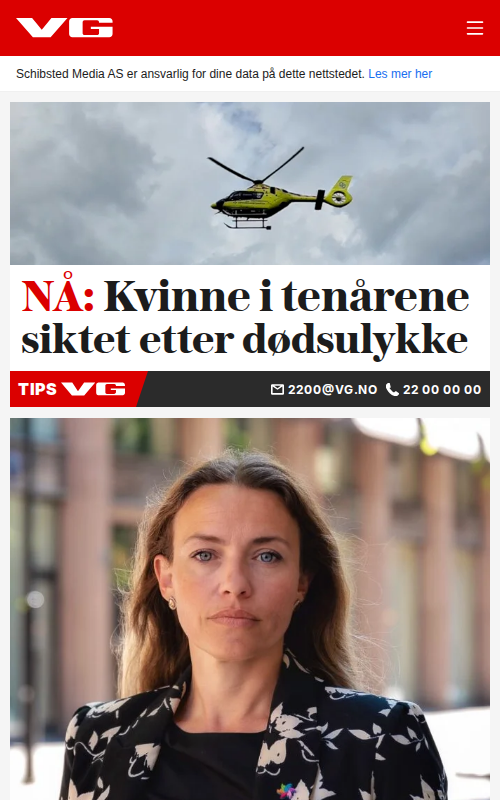 VG
Schibsted Media AS er ansvarlig for dine data på dette nettstedet. Les mer her
NÅ: Kvinne i tenårene
siktet etter dødsulykke
TIPS VG 2200@VG.NO 22 00 00 00